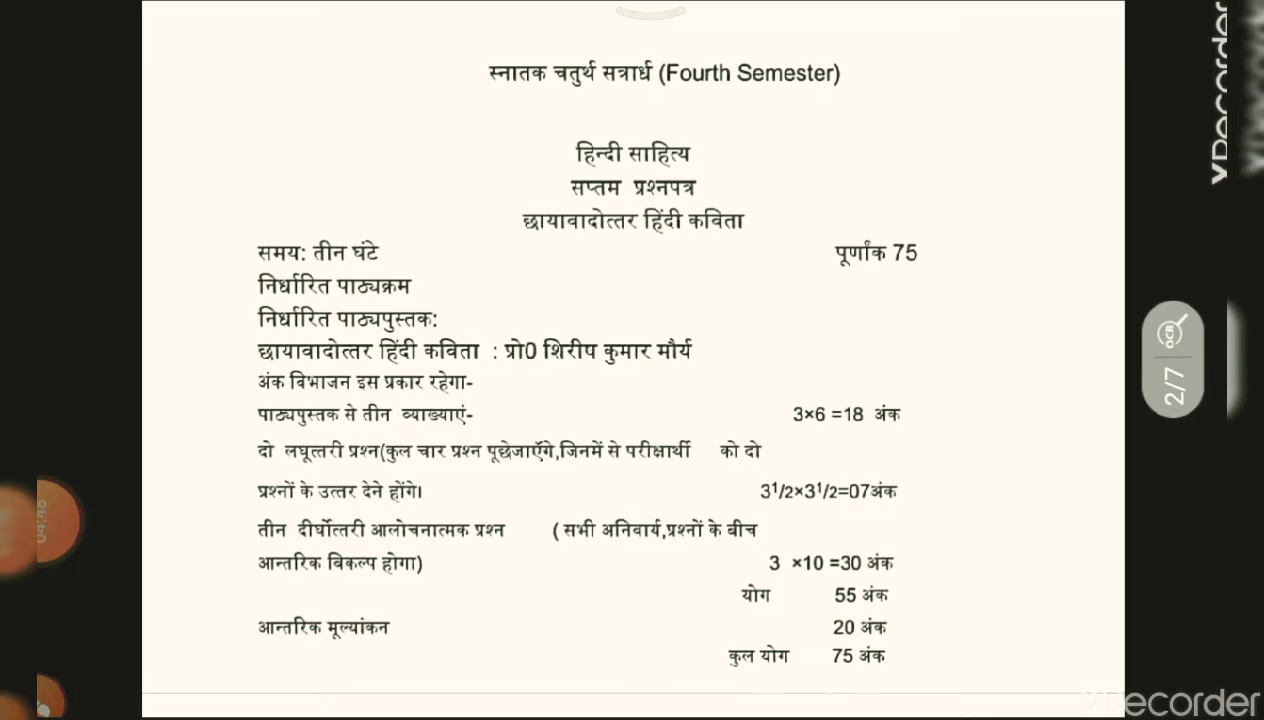 स्नातक चतुर्थ सत्रार्ध (Fourth Semester)
हिन्दी साहित्य
सप्तम प्रश्नपत्र
छायावादोत्तर हिंदी कविता
समय: तीन घंटे पूर्णांक 75
निर्धारित पाठ्यक्रम
निर्धारित पाठ्यपुस्तक:
छायावादोत्तर हिंदी कविता : प्रो0 शिरीष कुमार मौर्य
अंक विभाजन इस प्रकार रहेगा-
पाठ्यपुस्तक से तीन व्याख्याएं- 3×6 =18 अंक
दो लघूत्तरी प्रश्न(कुल चार प्रश्न पूछेजाऍंगे,जिनमें से परीक्षार्थी को दो
प्रश्नों के उत्तर देने होंगे। 3¹/2×3¹/2=07अंक
तीन दीर्घोत्तरी आलोचनात्मक प्रश्न ( सभी अनिवार्य,प्रश्नों के बीच
आन्तरिक विकल्प होगा) 3 ×10 =30 अंक
योग 55 अंक
आन्तरिक मूल्यांकन 20 अंक
कुल योग 75 अंक
XRecorder
OCR
2/7
04:48
XRecorder